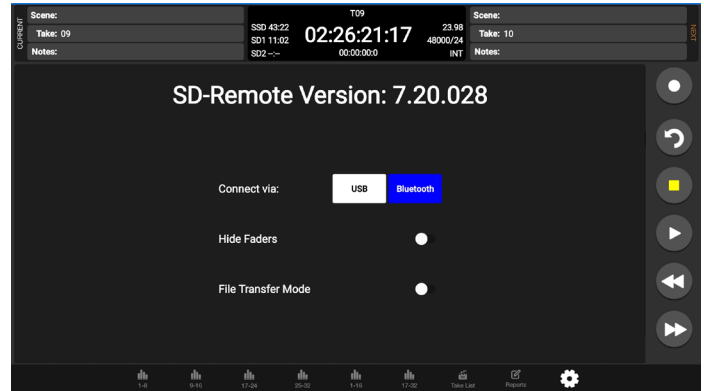 CURRENT
Scene:
Take: 09
Notes:
T09
SSD 43:22
SD1 11:02
SD2 --:--
02:26:21:17
00:00:00:0
23.98
48000/24
INT
Scene:
Take: 10
Notes:
NEXT
SD-Remote Version: 7.20.028
Connect via: USB Bluetooth
Hide Faders
File Transfer Mode
1-8 9-16 17-24 25-32 1-16 17-32 Take List Reports